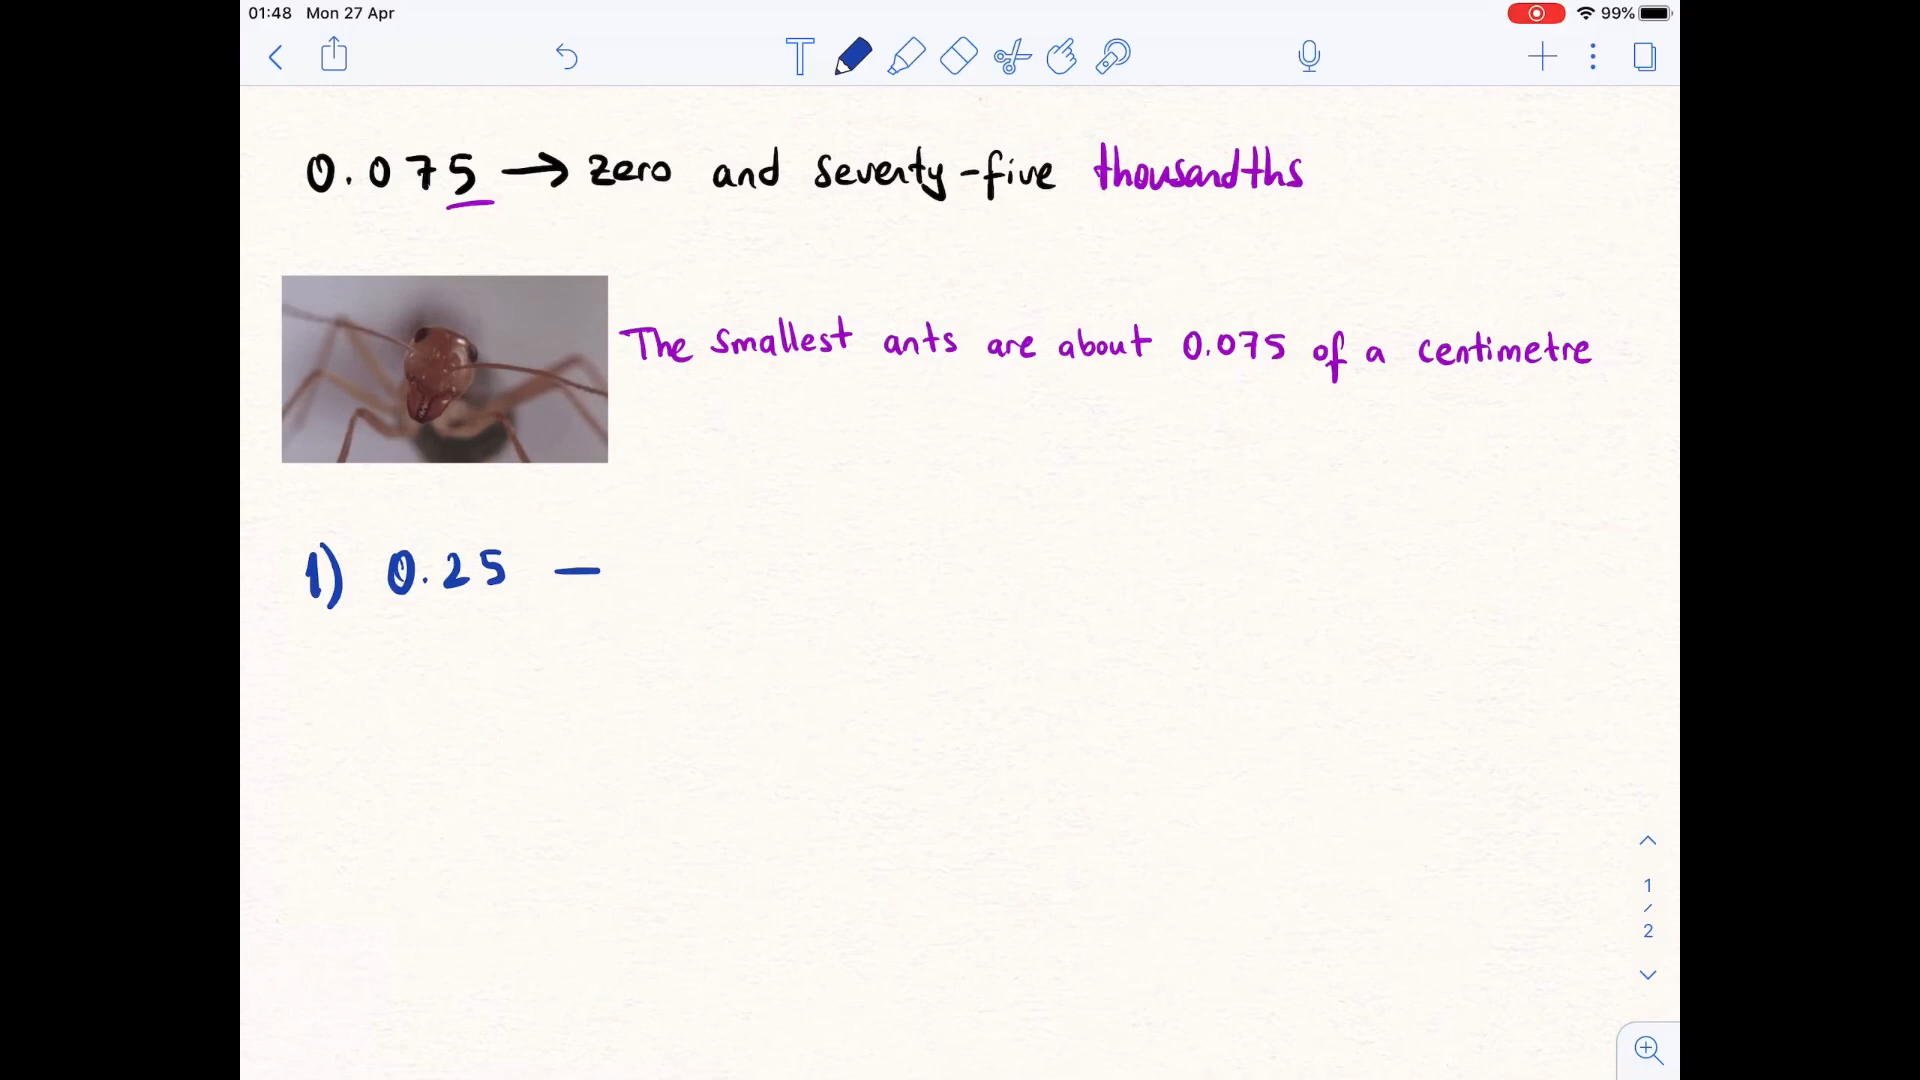 01:48 Mon 27 Apr 99%
T
0.075 → zero and seventy-five thousandths
The smallest ants are about 0.075 of a centimetre
1) 0.25 —
1
/
2